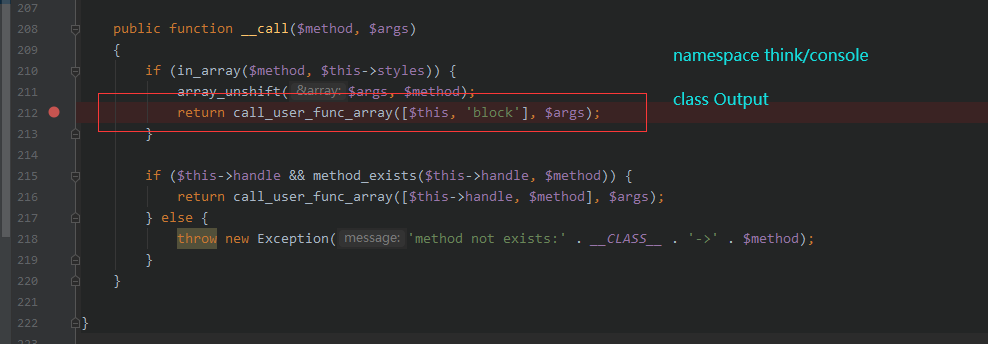 207
208 public function __call($method, $args)
209 {
210 if (in_array($method, $this->styles)) {
211 array_unshift( &array: $args, $method);
212 return call_user_func_array([$this, 'block'], $args);
213 }
214
215 if ($this->handle && method_exists($this->handle, $method)) {
216 return call_user_func_array([$this->handle, $method], $args);
217 } else {
218 throw new Exception( message: 'method not exists:' . __CLASS__ . '->' . $method);
219 }
220 }
221
222 }
223
namespace think/console
class Output